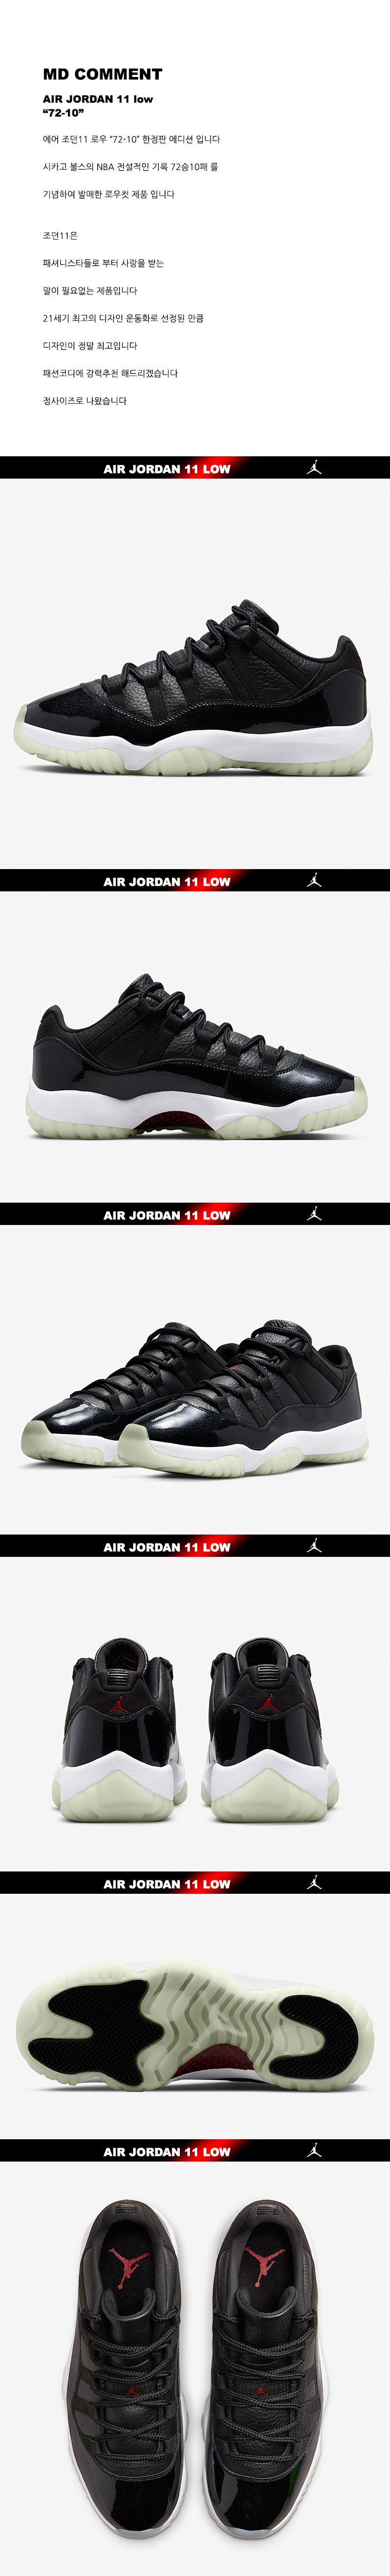 MD COMMENT
AIR JORDAN 11 low
“72-10”
에어 조던11 로우 “72-10” 한정판 에디션 입니다
시카고 불스의 NBA 전설적인 기록 72승10패 를
기념하여 발매한 로우컷 제품 입니다
조던11은
패셔니스타들로 부터 사랑을 받는
말이 필요없는 제품입니다
21세기 최고의 디자인 운동화로 선정된 만큼
디자인이 정말 최고입니다
패션코디에 강력추천 해드리겠습니다
정사이즈로 나왔습니다
AIR JORDAN 11 LOW
AIR JORDAN 11 LOW
AIR JORDAN 11 LOW
AIR JORDAN 11 LOW
AIR JORDAN 11 LOW
AIR JORDAN 11 LOW